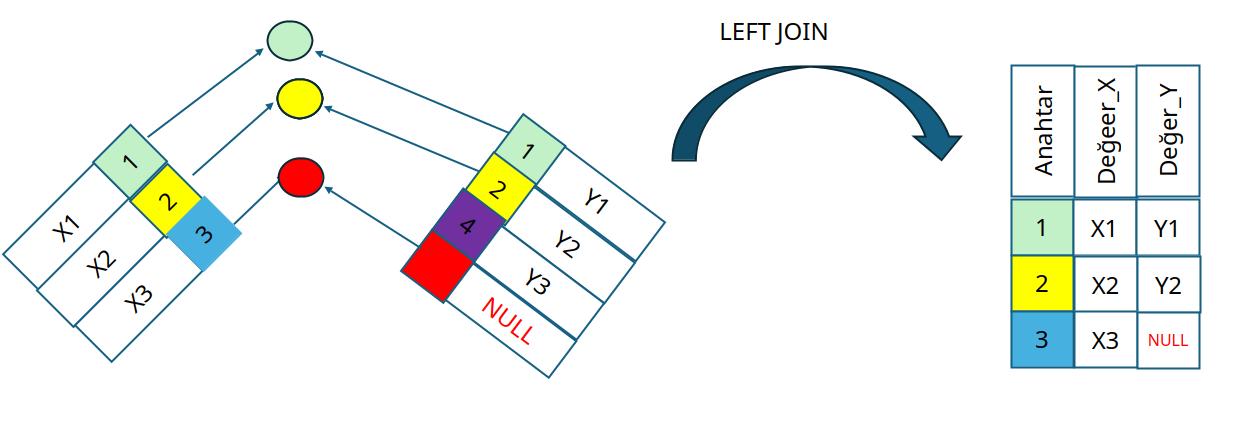 LEFT JOIN
1
X1
2
X2
3
X3
1
Y1
2
Y2
4
Y3
NULL
Anahtar
Değeer_X
Değer_Y
1
X1
Y1
2
X2
Y2
3
X3
NULL